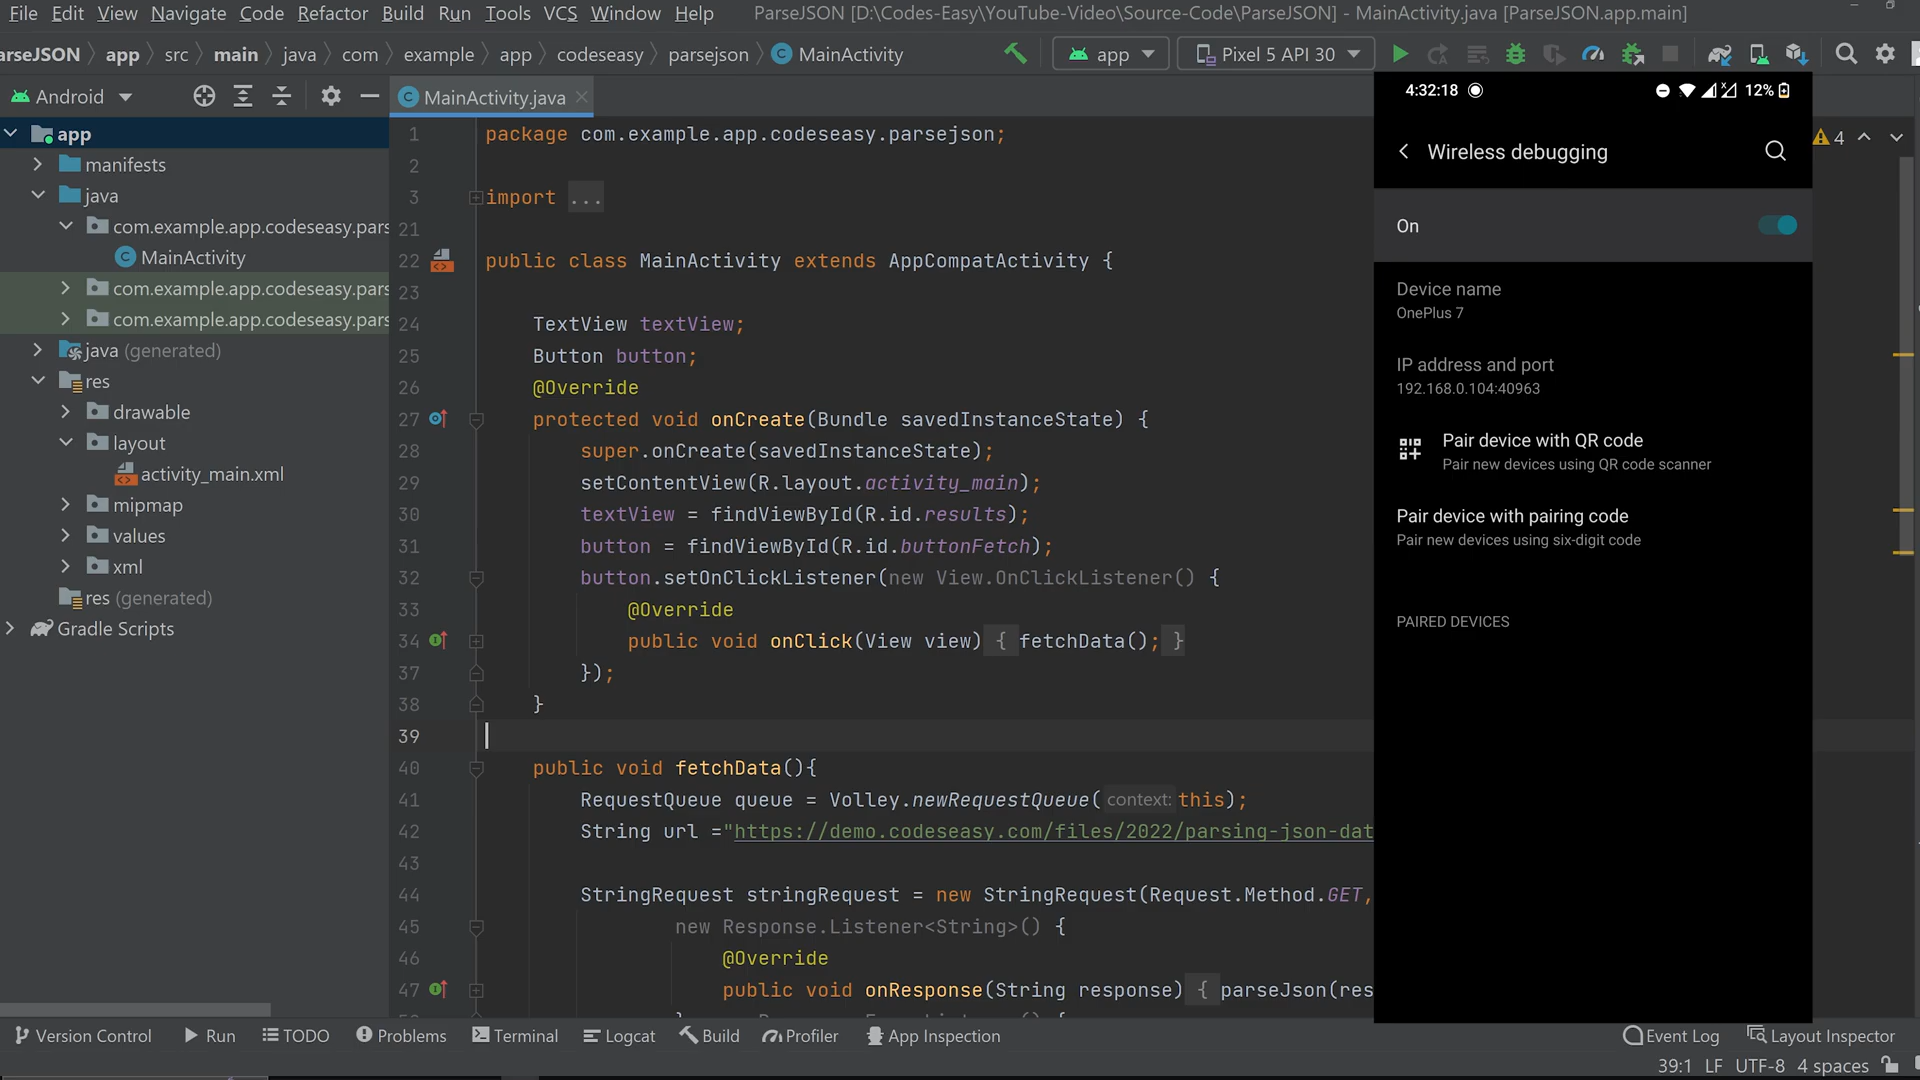 File Edit View Navigate Code Refactor Build Run Tools VCS Window Help ParseJSON [D:\Codes-Easy\YouTube-Video\Source-Code\ParseJSON] - MainActivity.java [ParseJSON.app.main]
arseJSON app src main java com example app codeseasy parsejson MainActivity app Pixel 5 API 30
Android
MainActivity.java
app
manifests
java
com.example.app.codeseasy.pars
MainActivity
com.example.app.codeseasy.pars
com.example.app.codeseasy.pars
java (generated)
res
drawable
layout
activity_main.xml
mipmap
values
xml
res (generated)
Gradle Scripts
1 package com.example.app.codeseasy.parsejson;
2
3 import ...
21
22 public class MainActivity extends AppCompatActivity {
23
24 TextView textView;
25 Button button;
26 @Override
27 protected void onCreate(Bundle savedInstanceState) {
28 super.onCreate(savedInstanceState);
29 setContentView(R.layout.activity_main);
30 textView = findViewById(R.id.results);
31 button = findViewById(R.id.buttonFetch);
32 button.setOnClickListener(new View.OnClickListener() {
33 @Override
34 public void onClick(View view) { fetchData(); }
37 });
38 }
39
40 public void fetchData(){
41 RequestQueue queue = Volley.newRequestQueue( context: this);
42 String url ="https://demo.codeseasy.com/files/2022/parsing-json-dat
43
44 StringRequest stringRequest = new StringRequest(Request.Method.GET,
45 new Response.Listener<String>() {
46 @Override
47 public void onResponse(String response) { parseJson(res
4:32:18 12%
Wireless debugging
4
On
Device name
OnePlus 7
IP address and port
192.168.0.104:40963
Pair device with QR code
Pair new devices using QR code scanner
Pair device with pairing code
Pair new devices using six-digit code
PAIRED DEVICES
Version Control Run TODO Problems Terminal Logcat Build Profiler App Inspection Event Log Layout Inspector
39:1 LF UTF-8 4 spaces